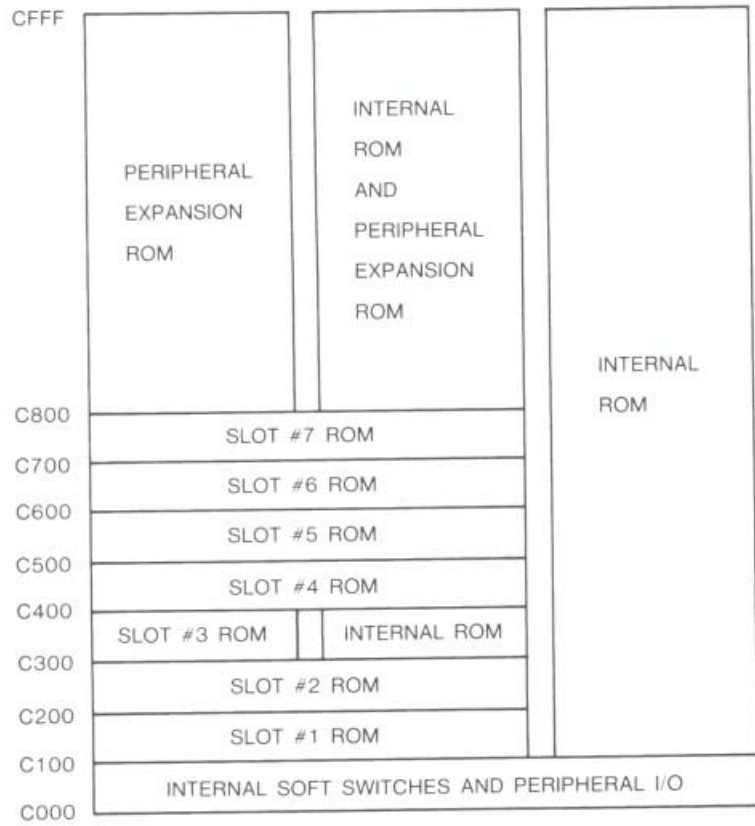 CFFF
PERIPHERAL
EXPANSION
ROM
INTERNAL
ROM
AND
PERIPHERAL
EXPANSION
ROM
INTERNAL
ROM
C800
SLOT #7 ROM
C700
SLOT #6 ROM
C600
SLOT #5 ROM
C500
SLOT #4 ROM
C400
SLOT #3 ROM INTERNAL ROM
C300
SLOT #2 ROM
C200
SLOT #1 ROM
C100
INTERNAL SOFT SWITCHES AND PERIPHERAL I/O
C000